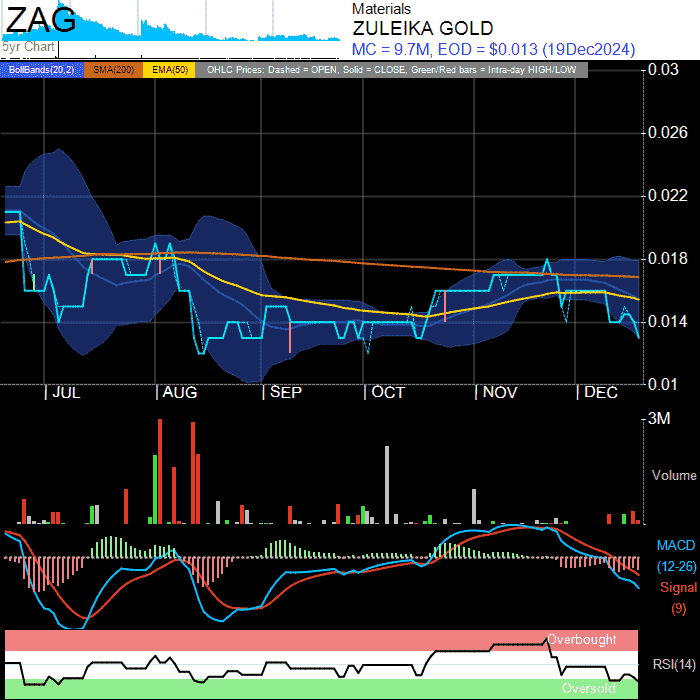 ZAG
Materials
ZULEIKA GOLD
MC = 9.7M, EOD = $0.013 (19Dec2024)
5yr Chart
BollBands(20,2) SMA(200) EMA(50) OHLC Prices: Dashed = OPEN, Solid = CLOSE, Green/Red bars = Intra-day HIGH/LOW
0.03
0.026
0.022
0.018
0.014
0.01
| JUL | AUG | SEP | OCT | NOV | DEC
3M
Volume
MACD
(12-26)
Signal
(9)
Overbought
RSI(14)
Oversold